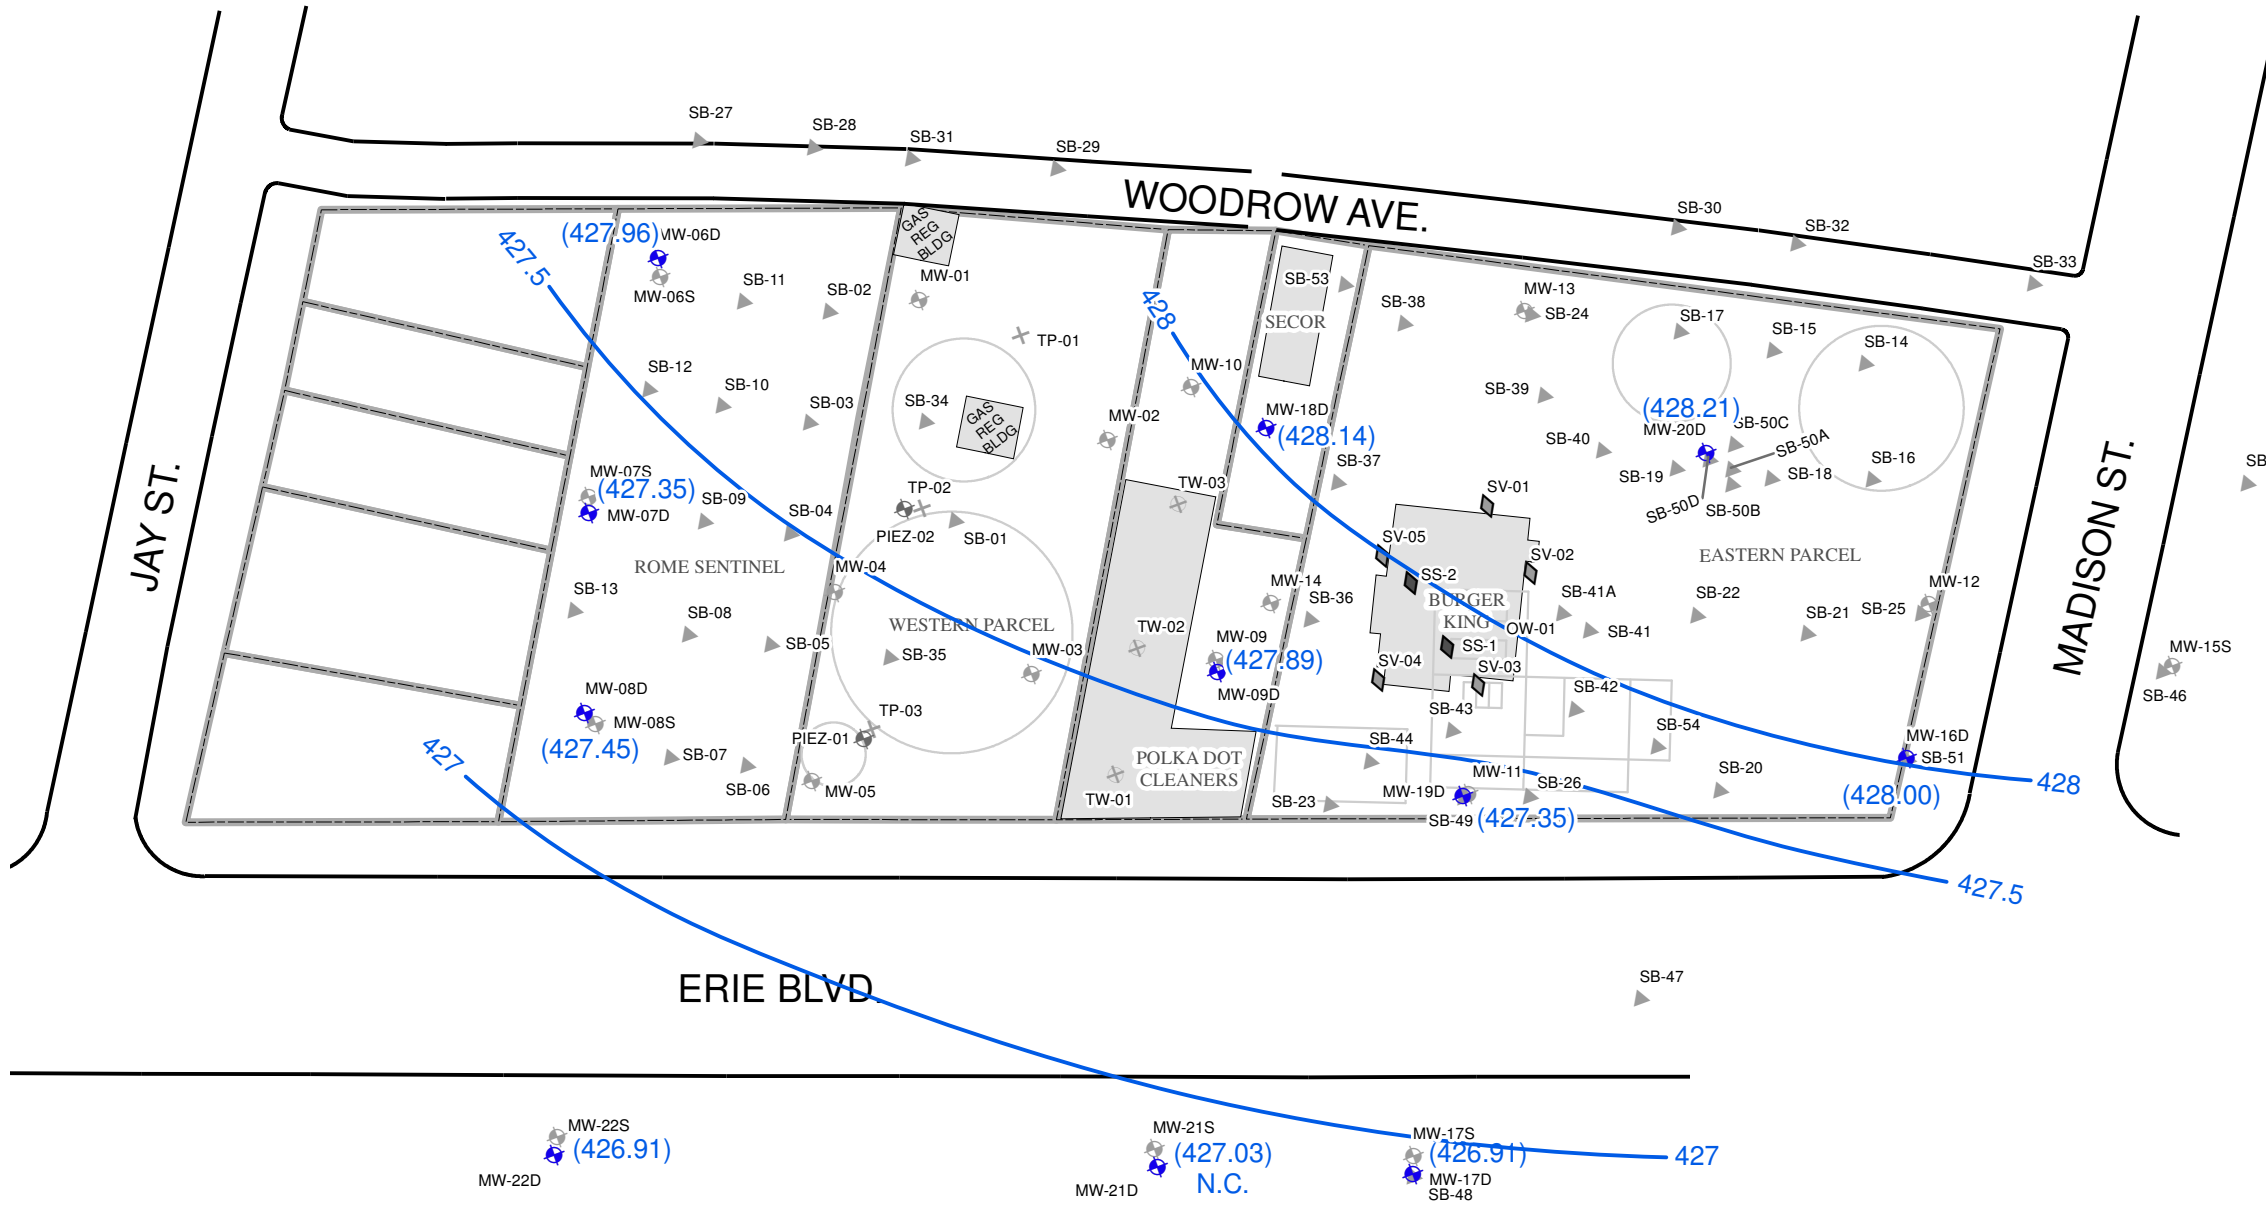 SB-27
SB-28
SB-31
SB-29
WOODROW AVE.
SB-30
SB-32
SB-33
427.5
(427.96)
MW-06D
MW-06S
SB-11
SB-02
GAS
REG
BLDG
MW-01
TP-01
428
SB-53
SECOR
SB-38
MW-13
SB-24
SB-17
SB-15
SB-14
SB-12
SB-10
SB-03
SB-34
GAS
REG
BLDG
MW-02
MW-10
MW-18D
(428.14)
SB-39
SB-40
(428.21)
MW-20D
SB-50C
SB-50A
SB-19
SB-18
SB-16
SB-50D
SB-50B
SB
JAY ST.
MW-07S
(427.35)
MW-07D
SB-09
SB-04
TP-02
PIEZ-02
SB-01
TW-03
SB-37
SV-01
SV-05
SV-02
SS-2
EASTERN PARCEL
MADISON ST.
ROME SENTINEL
MW-04
SB-13
SB-08
SB-05
WESTERN PARCEL
SB-35
MW-03
TW-02
MW-14
SB-36
MW-09
(427.89)
MW-09D
BURGER
KING
OW-01
SS-1
SV-04
SV-03
SB-41A
SB-41
SB-22
SB-21
SB-25
MW-12
MW-15S
SB-46
MW-08D
MW-08S
(427.45)
427
SB-07
SB-06
PIEZ-01
TP-03
MW-05
POLKA DOT
CLEANERS
TW-01
SB-43
SB-42
SB-54
SB-44
MW-11
SB-26
MW-19D
SB-23
SB-49
(427.35)
SB-20
MW-16D
SB-51
(428.00)
428
427.5
ERIE BLVD.
SB-47
MW-22S
(426.91)
MW-22D
MW-21S
(427.03)
N.C.
MW-21D
MW-17S
(426.91)
MW-17D
SB-48
427